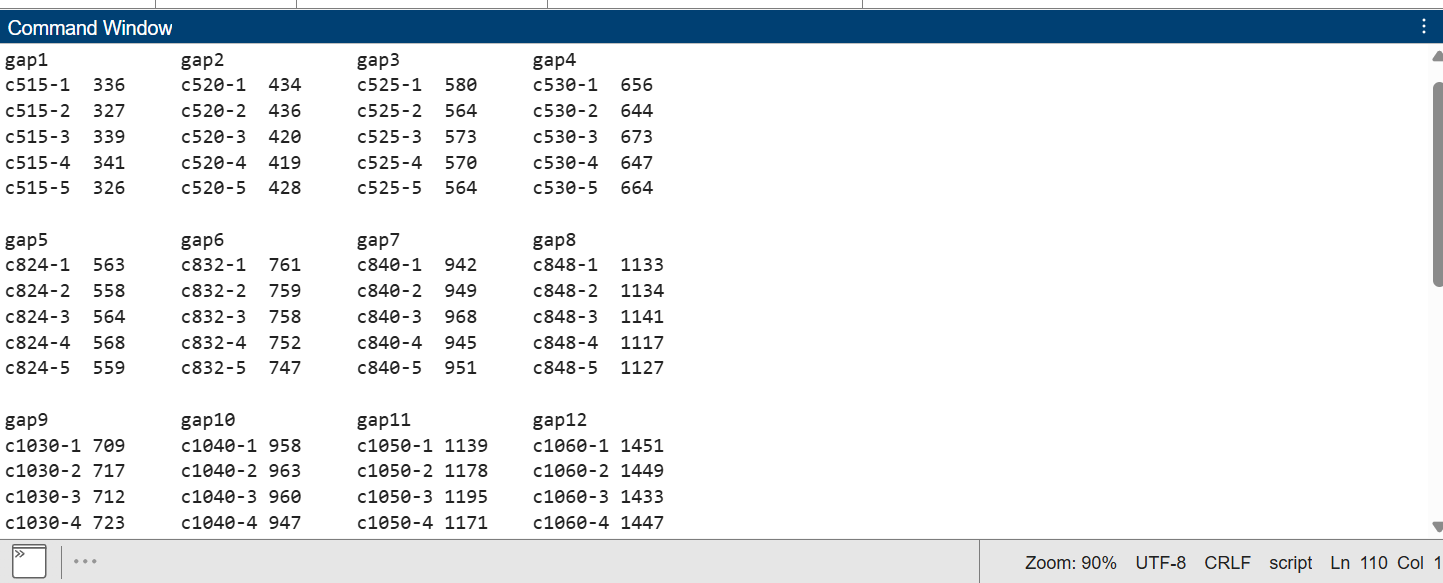 Command Window
gap1 gap2 gap3 gap4
c515-1 336 c520-1 434 c525-1 580 c530-1 656
c515-2 327 c520-2 436 c525-2 564 c530-2 644
c515-3 339 c520-3 420 c525-3 573 c530-3 673
c515-4 341 c520-4 419 c525-4 570 c530-4 647
c515-5 326 c520-5 428 c525-5 564 c530-5 664
gap5 gap6 gap7 gap8
c824-1 563 c832-1 761 c840-1 942 c848-1 1133
c824-2 558 c832-2 759 c840-2 949 c848-2 1134
c824-3 564 c832-3 758 c840-3 968 c848-3 1141
c824-4 568 c832-4 752 c840-4 945 c848-4 1117
c824-5 559 c832-5 747 c840-5 951 c848-5 1127
gap9 gap10 gap11 gap12
c1030-1 709 c1040-1 958 c1050-1 1139 c1060-1 1451
c1030-2 717 c1040-2 963 c1050-2 1178 c1060-2 1449
c1030-3 712 c1040-3 960 c1050-3 1195 c1060-3 1433
c1030-4 723 c1040-4 947 c1050-4 1171 c1060-4 1447
Zoom: 90% UTF-8 CRLF script Ln 110 Col 1